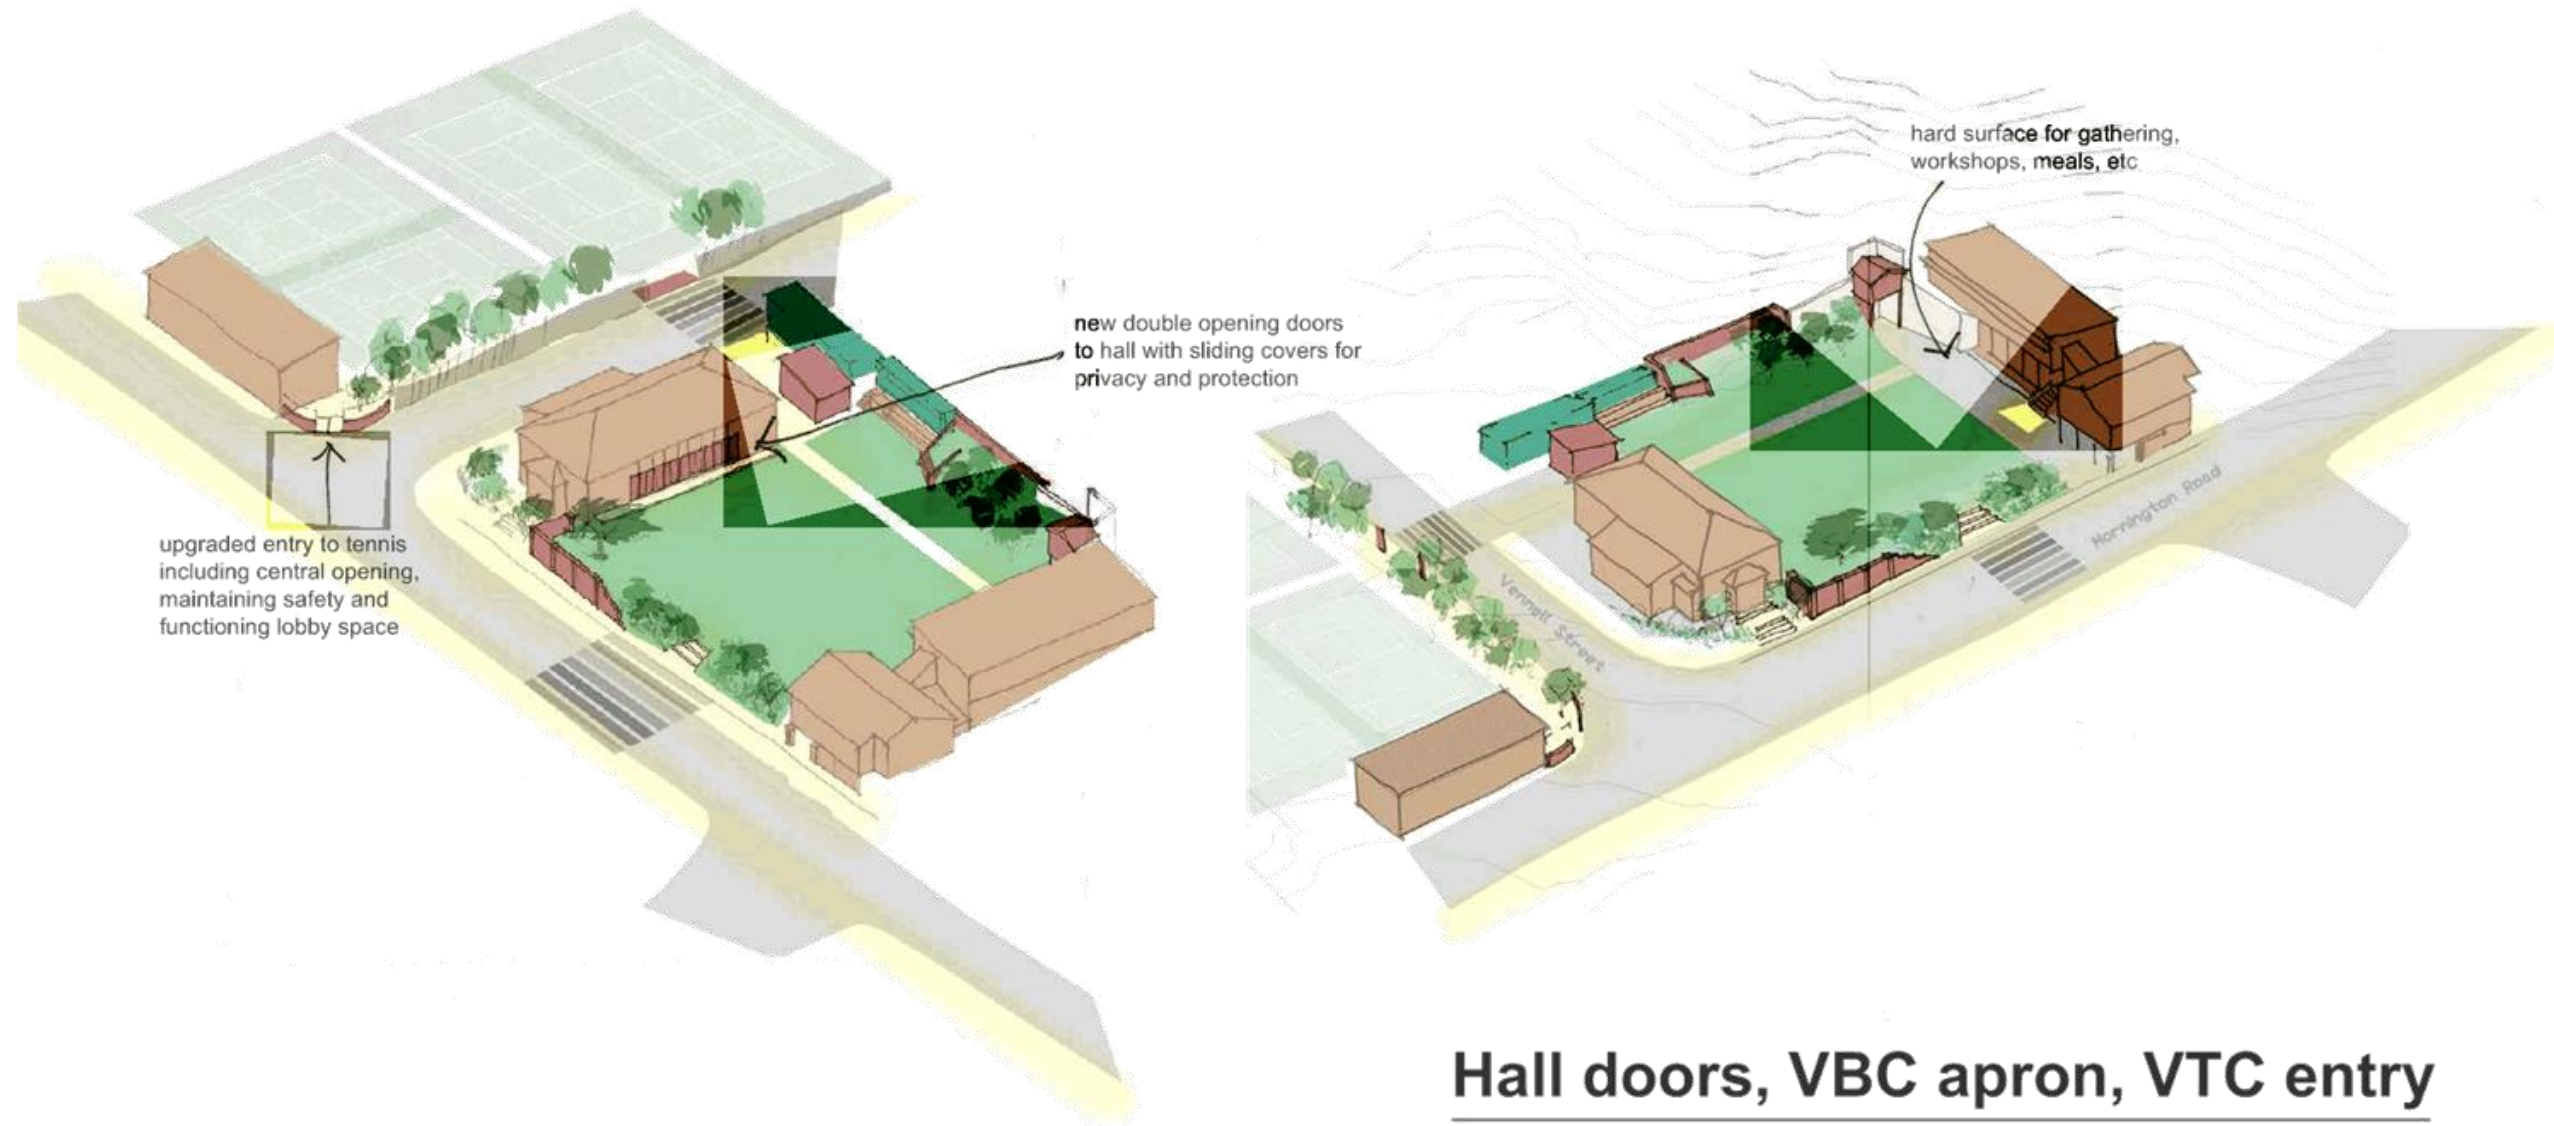 new double opening doors
to hall with sliding covers for
privacy and protection
upgraded entry to tennis
including central opening,
maintaining safety and
functioning lobby space
hard surface for gathering,
workshops, meals, etc
Vennell Street
Mornington Road
Hall doors, VBC apron, VTC entry